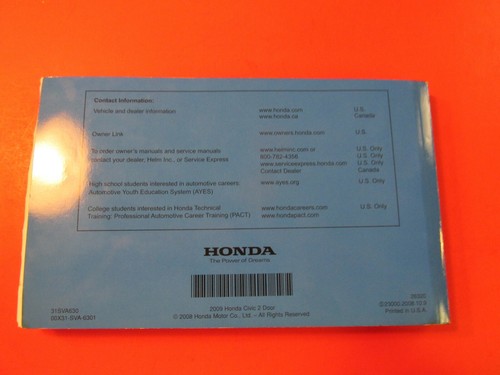 Contact Information:
Vehicle and dealer information www.honda.com U.S.
www.honda.ca Canada
Owner Link www.owners.honda.com U.S.
To order owner's manuals and service manuals www.helminc.com or U.S. Only
contact your dealer, Helm Inc., or Service Express 800-782-4356 U.S. Only
www.serviceexpress.honda.com U.S. Only
Contact Dealer Canada
High school students interested in automotive careers: www.ayes.org U.S. Only
Automotive Youth Education System (AYES)
College students interested in Honda Technical www.hondacareers.com U.S. Only
Training: Professional Automotive Career Training (PACT) www.hondapact.com
HONDA
The Power of Dreams
31SVA630 2009 Honda Civic 2 Door
00X31-SVA-6301 © 2008 Honda Motor Co., Ltd. – All Rights Reserved Printed in U.S.A.